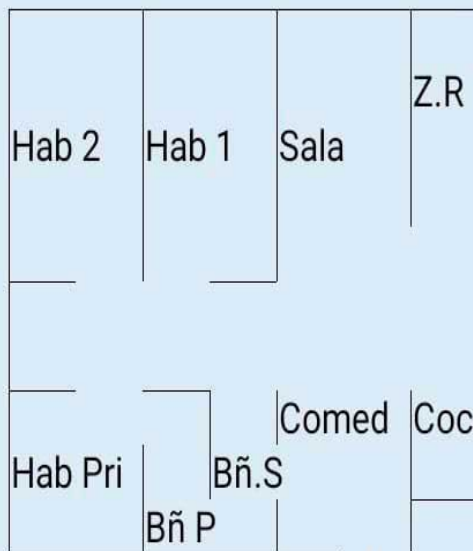 Z.R
Hab 2
Hab 1
Sala
Comed
Coc
Hab Pri
Bñ.S
Bñ P